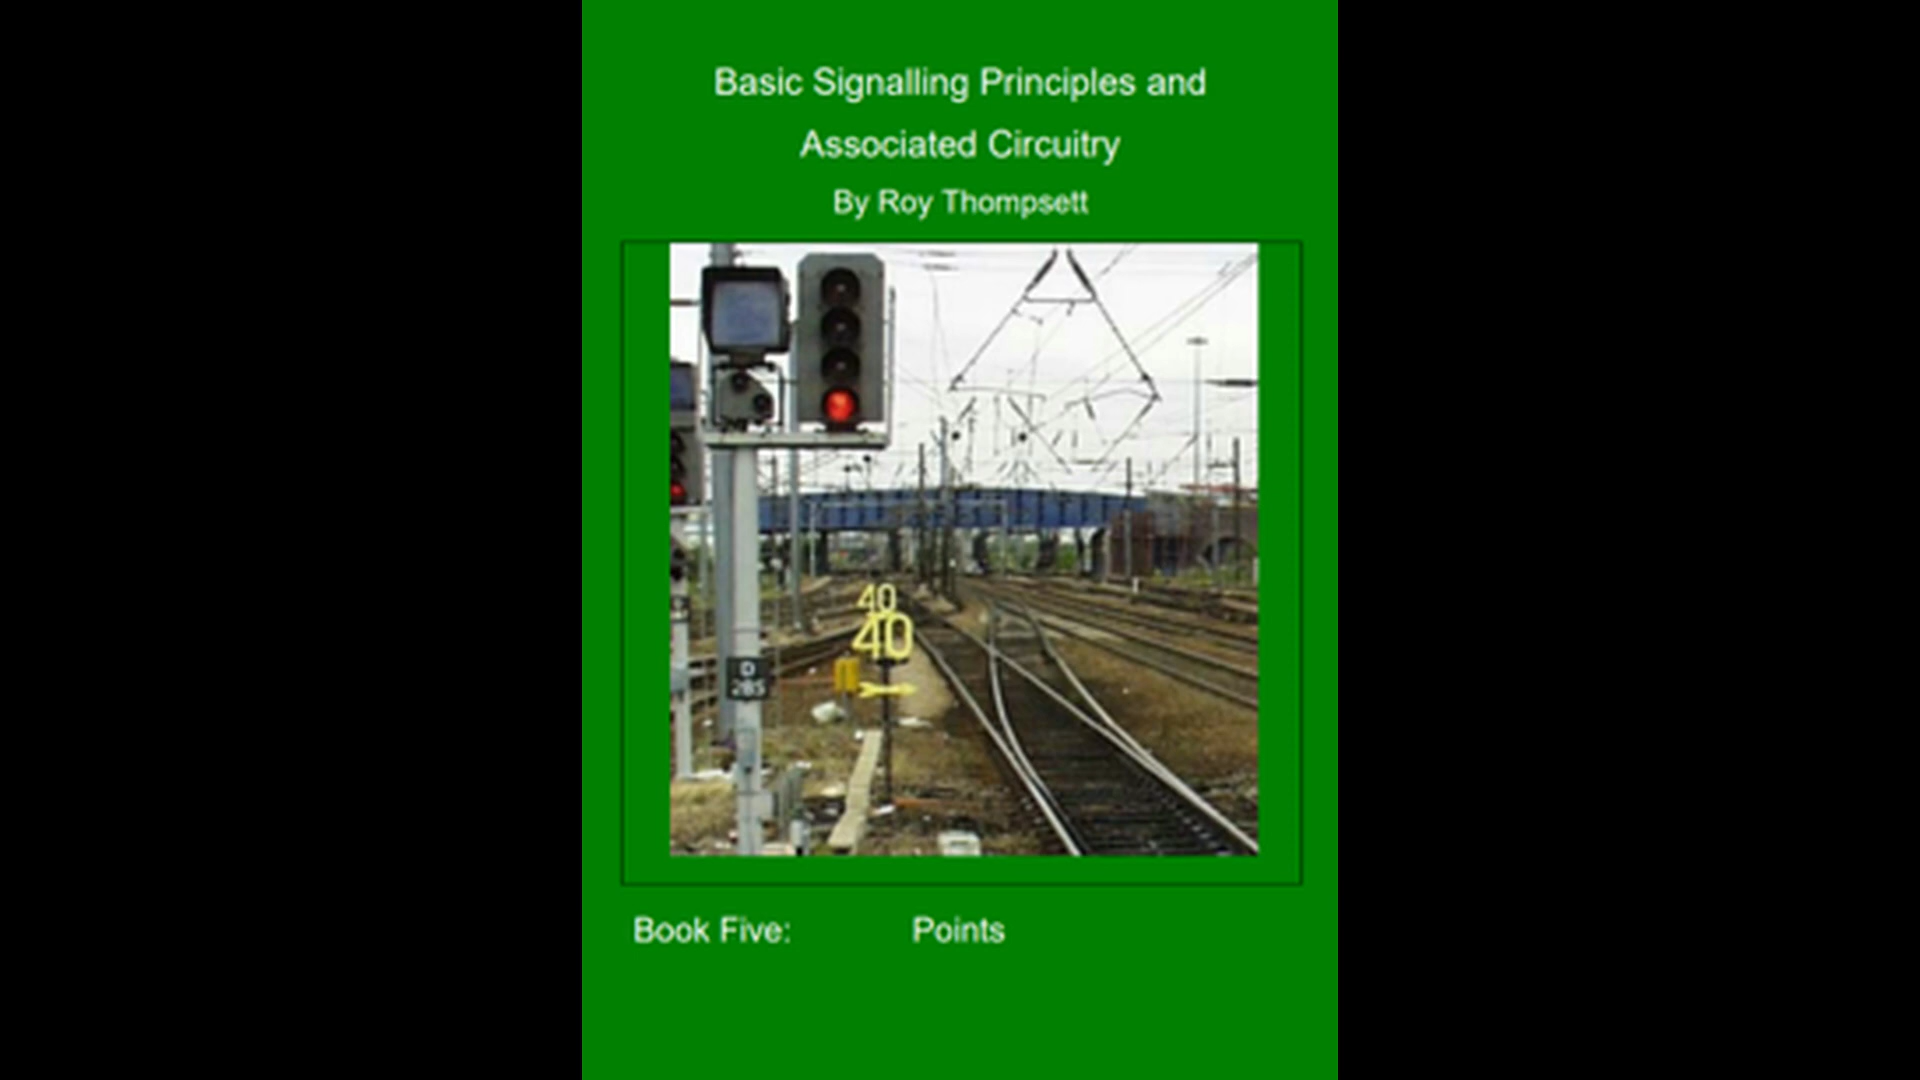 Basic Signalling Principles and
Associated Circuitry
By Roy Thompsett
40
40
D
285
Book Five: Points